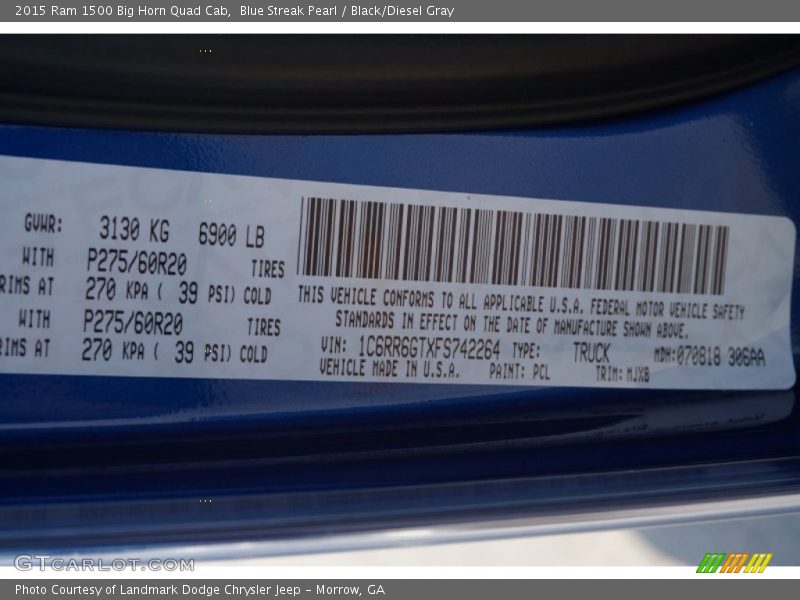 2015 Ram 1500 Big Horn Quad Cab,  Blue Streak Pearl / Black/Diesel Gray
GVWR: 3130 KG 6900 LB
WITH P275/60R20 TIRES
RIMS AT 270 KPA ( 39 PSI) COLD
WITH P275/60R20 TIRES
RIMS AT 270 KPA ( 39 PSI) COLD
THIS VEHICLE CONFORMS TO ALL APPLICABLE U.S.A. FEDERAL MOTOR VEHICLE SAFETY
STANDARDS IN EFFECT ON THE DATE OF MANUFACTURE SHOWN ABOVE.
VIN: 1C6RR6GTXFS742264 TYPE: TRUCK MDH:070818 306AA
VEHICLE MADE IN U.S.A. PAINT: PCL TRIM: MJX8
GTCARLOT.COM
Photo Courtesy of Landmark Dodge Chrysler Jeep – Morrow, GA